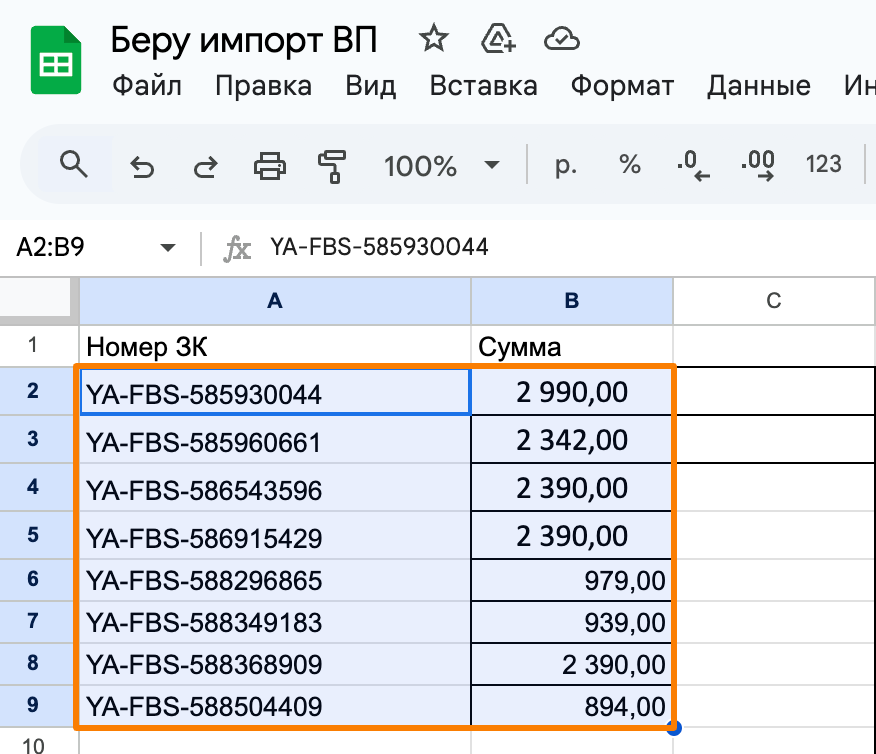 Беру импорт ВП
Файл Правка Вид Вставка Формат Данные Ин
100% р. % .0 .00 123
A2:B9 fx YA-FBS-585930044
A B C
1 Номер ЗК Сумма
2 YA-FBS-585930044 2 990,00
3 YA-FBS-585960661 2 342,00
4 YA-FBS-586543596 2 390,00
5 YA-FBS-586915429 2 390,00
6 YA-FBS-588296865 979,00
7 YA-FBS-588349183 939,00
8 YA-FBS-588368909 2 390,00
9 YA-FBS-588504409 894,00
10